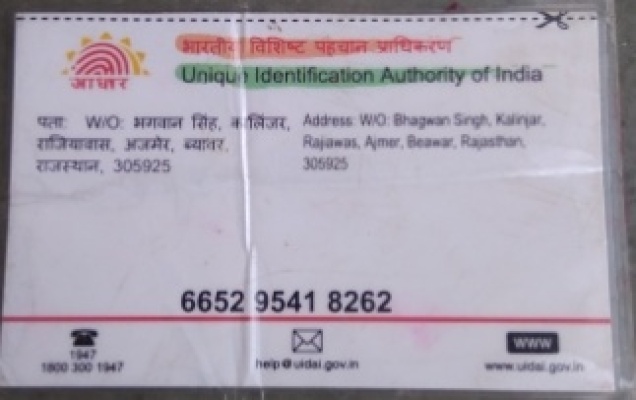 भारतीय विशिष्ट पहचान प्राधिकरण
Unique Identification Authority of India
आधार
पता: W/O: भगवान सिंह, कालिंजर,
राजियावास, अजमेर, ब्यावर,
राजस्थान, 305925
Address: W/O: Bhagwan Singh, Kalinjar,
Rajiawas, Ajmer, Beawar, Rajasthan,
305925
6652 9541 8262
1947
1800 300 1947
help@uidai.gov.in
WWW
www.uidai.gov.in